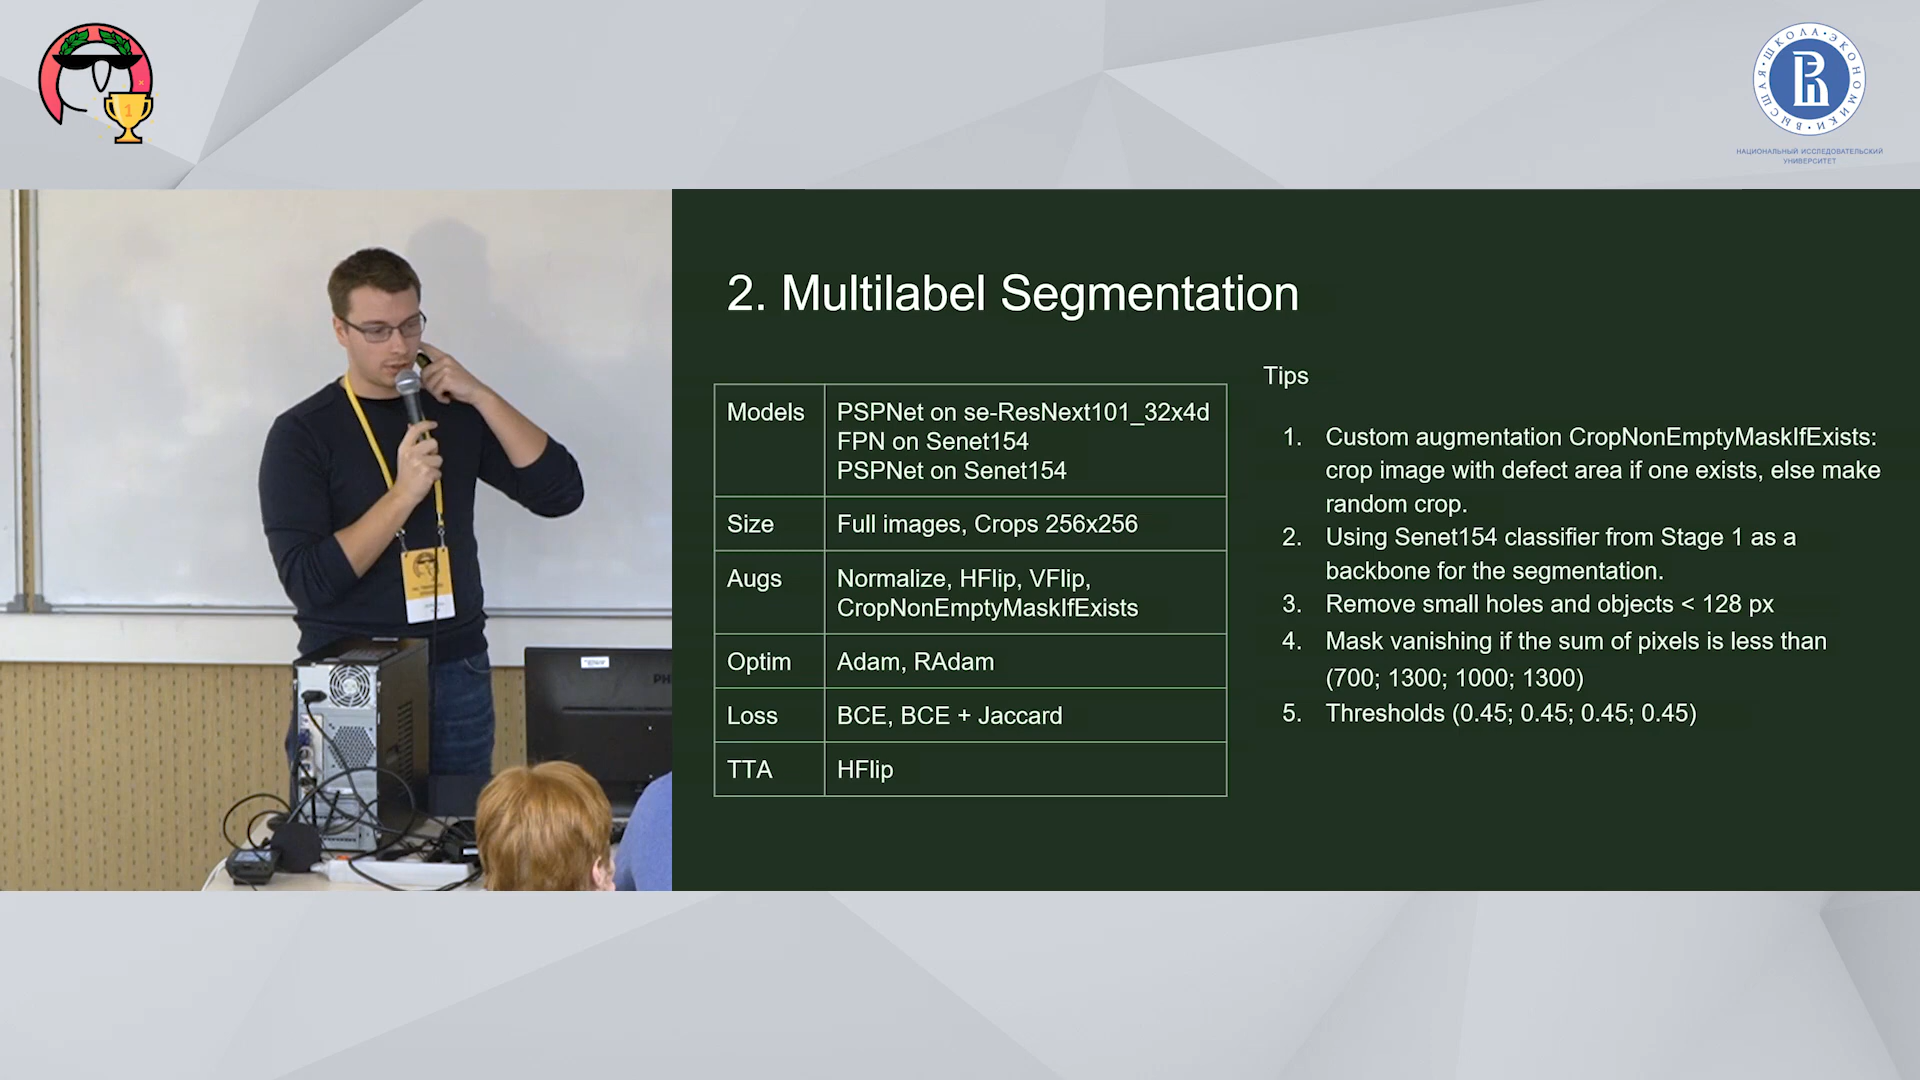 1
ВЫСШАЯ • ШКОЛА • ЭКОНОМИКИ •
НАЦИОНАЛЬНЫЙ ИССЛЕДОВАТЕЛЬСКИЙ
УНИВЕРСИТЕТ
PH
2. Multilabel Segmentation
Models
PSPNet on se-ResNext101_32x4d
FPN on Senet154
PSPNet on Senet154
Size
Full images, Crops 256x256
Augs
Normalize, HFlip, VFlip,
CropNonEmptyMaskIfExists
Optim
Adam, RAdam
Loss
BCE, BCE + Jaccard
TTA
HFlip
Tips
1. Custom augmentation CropNonEmptyMaskIfExists:
crop image with defect area if one exists, else make
random crop.
2. Using Senet154 classifier from Stage 1 as a
backbone for the segmentation.
3. Remove small holes and objects < 128 px
4. Mask vanishing if the sum of pixels is less than
(700; 1300; 1000; 1300)
5. Thresholds (0.45; 0.45; 0.45; 0.45)